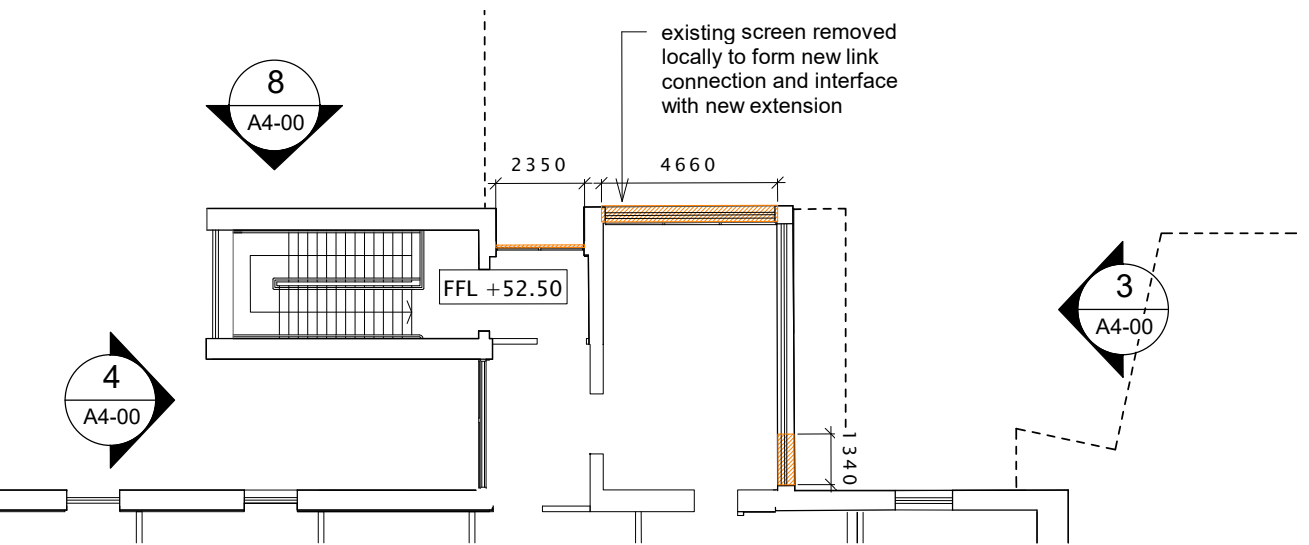 existing screen removed
locally to form new link
connection and interface
with new extension
8
A4-00
2350
4660
FFL +52.50
3
A4-00
4
A4-00
1340